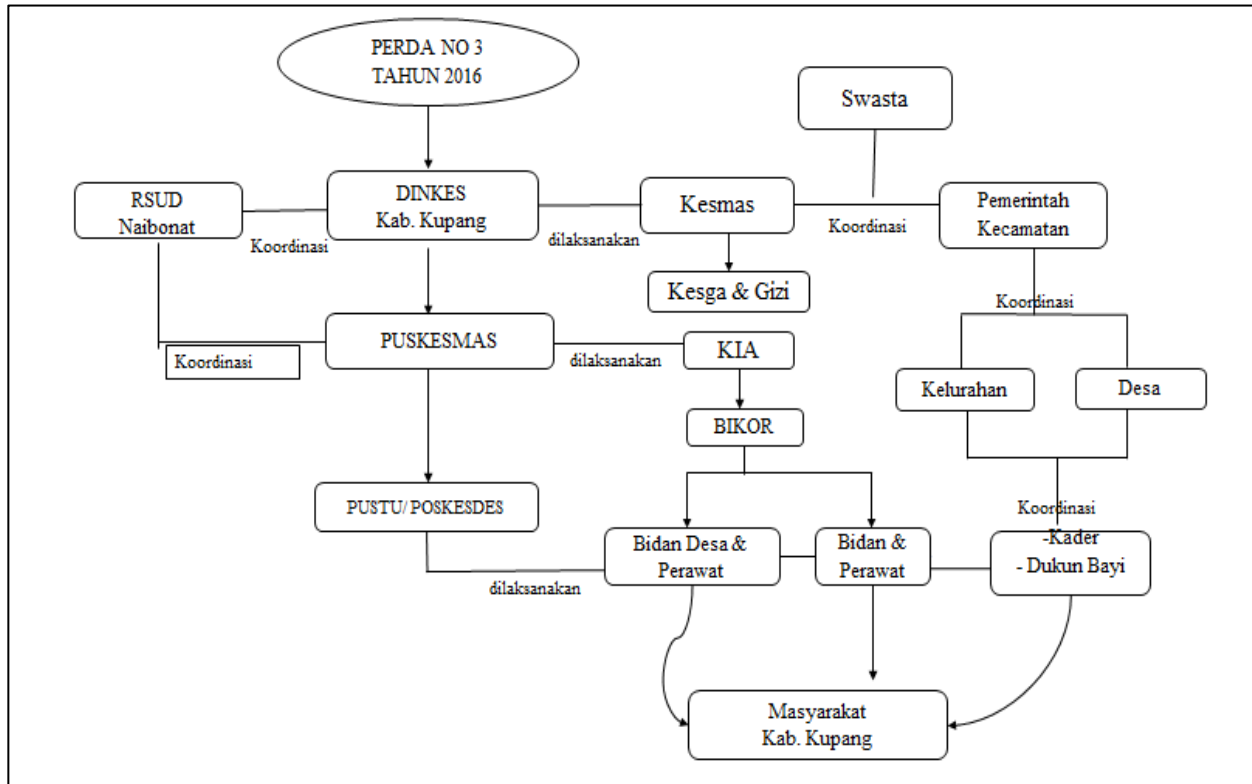 PERDA NO 3
TAHUN 2016
Swasta
RSUD
Naibonat
DINKES
Kab. Kupang
Kesmas
Pemerintah
Kecamatan
Koordinasi
dilaksanakan
Koordinasi
Kesga & Gizi
Koordinasi
PUSKESMAS
KIA
Koordinasi
dilaksanakan
Kelurahan
Desa
BIKOR
PUSTU/ POSKESDES
Koordinasi
Bidan Desa &
Perawat
Bidan &
Perawat
-Kader
- Dukun Bayi
dilaksanakan
Masyarakat
Kab. Kupang